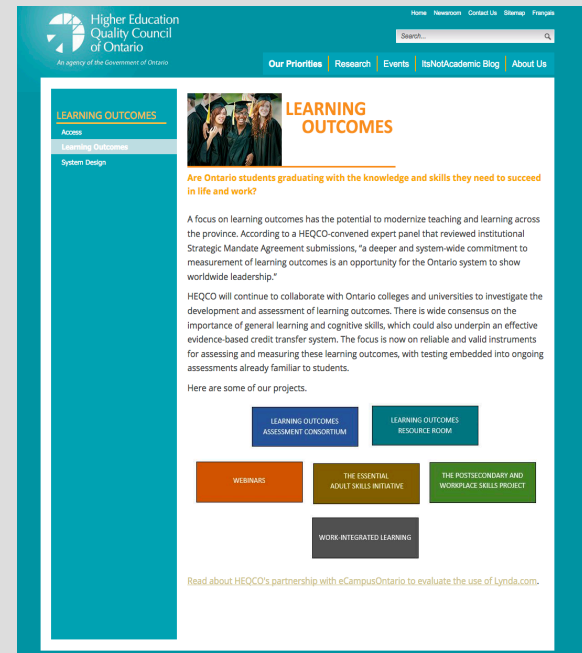 Higher Education
Quality Council
of Ontario
An agency of the Government of Ontario
Home Newsroom Contact Us Sitemap Français
Search...
Our Priorities Research Events ItsNotAcademic Blog About Us
LEARNING OUTCOMES
Access
Learning Outcomes
System Design
LEARNING
OUTCOMES
Are Ontario students graduating with the knowledge and skills they need to succeed
in life and work?
A focus on learning outcomes has the potential to modernize teaching and learning across
the province. According to a HEQCO-convened expert panel that reviewed institutional
Strategic Mandate Agreement submissions, “a deeper and system-wide commitment to
measurement of learning outcomes is an opportunity for the Ontario system to show
worldwide leadership.”
HEQCO will continue to collaborate with Ontario colleges and universities to investigate the
development and assessment of learning outcomes. There is wide consensus on the
importance of general learning and cognitive skills, which could also underpin an effective
evidence-based credit transfer system. The focus is now on reliable and valid instruments
for assessing and measuring these learning outcomes, with testing embedded into ongoing
assessments already familiar to students.
Here are some of our projects.
LEARNING OUTCOMES
ASSESSMENT CONSORTIUM
LEARNING OUTCOMES
RESOURCE ROOM
WEBINARS
THE ESSENTIAL
ADULT SKILLS INITIATIVE
THE POSTSECONDARY AND
WORKPLACE SKILLS PROJECT
WORK-INTEGRATED LEARNING
Read about HEQCO's partnership with eCampusOntario to evaluate the use of Lynda.com.